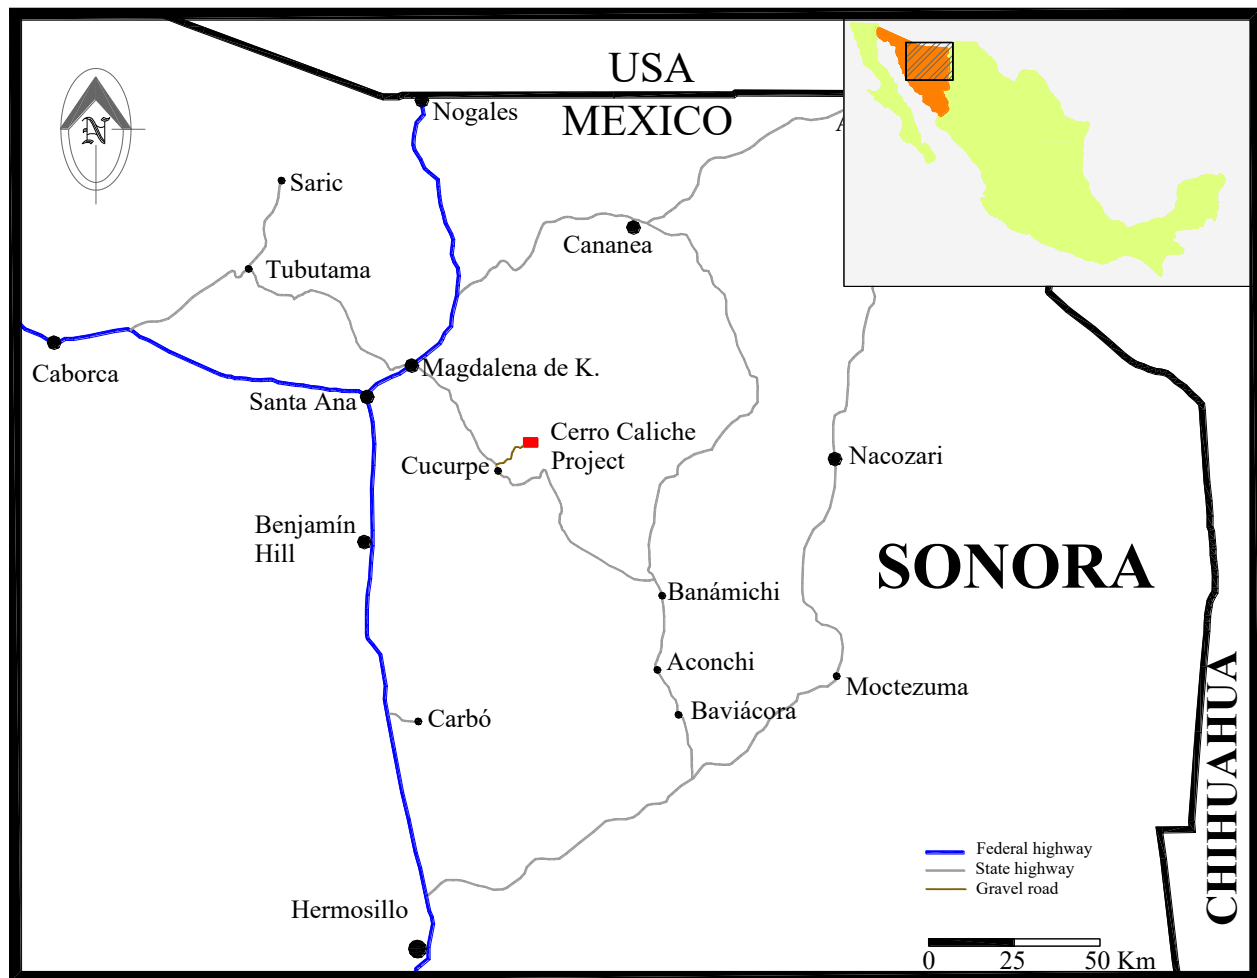 USA
MEXICO
N
Nogales
Saric
Cananea
Tubutama
Caborca
Magdalena de K.
Santa Ana
Cerro Caliche
Project
Cucurpe
Nacozari
Benjamín
Hill
SONORA
Banámichi
Aconchi
Moctezuma
Baviácora
Carbó
CHIHUAHUA
Federal highway
State highway
Gravel road
Hermosillo
0 25 50 Km